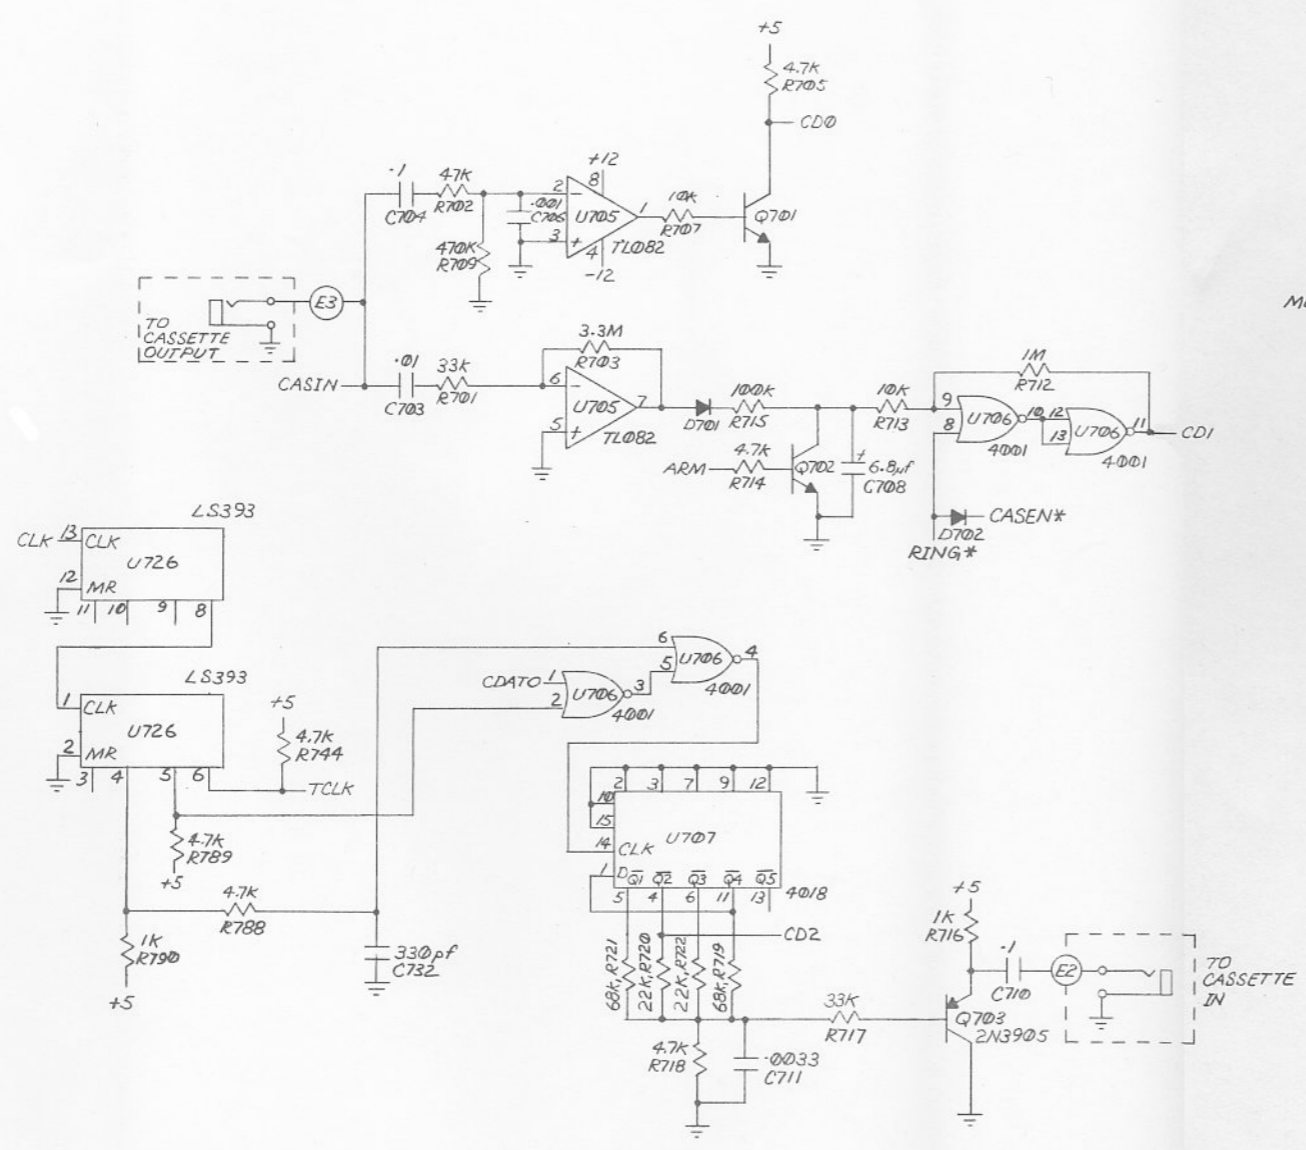 +5
4.7K
R705
CD0
.1
C704
47K
R702
470K
R709
.001
C706
2
3
+12
8
-
U705
+
4
-12
1
TL082
10K
R707
Q701
TO
CASSETTE
OUTPUT
E3
CASIN
.01
C703
33K
R701
3.3M
R703
6
5
-
U705
+
7
TL082
D701
100K
R715
ARM
4.7K
R714
Q702
+
6.8µf
C708
10K
R713
1M
R712
9
8
U706
10
4001
12
13
U706
11
4001
CD1
D702
CASEN*
RING*
M
LS393
CLK
13
CLK
U726
12
MR
11
10
9
8
LS393
1
CLK
U726
2
MR
3
4
5
6
+5
4.7K
R744
TCLK
4.7K
R789
+5
4.7K
R788
1K
R790
+5
330pf
C732
CDATO
1
2
U706
3
4001
6
5
U706
4
4001
2
3
7
9
12
10
15
14
CLK
U707
1
D
Q1
Q2
Q3
Q4
Q5
5
4
6
11
13
4018
CD2
68K, R721
22K, R720
22K, R722
68K, R719
4.7K
R718
.0033
C711
33K
R717
+5
1K
R716
Q703
2N3905
.1
C710
E2
TO
CASSETTE
IN